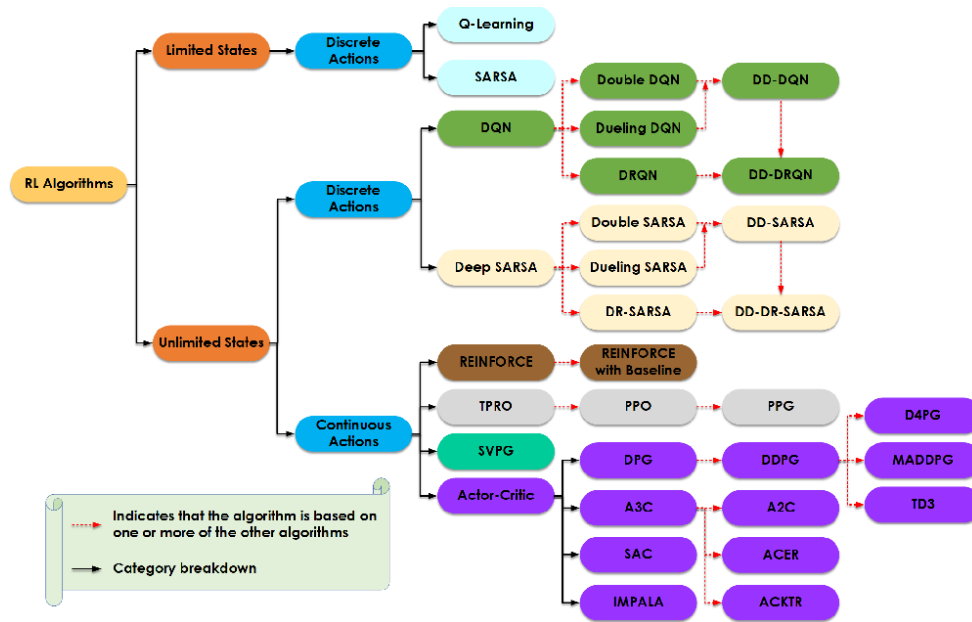 RL Algorithms
Limited States
Discrete
Actions
Q-Learning
SARSA
Unlimited States
Discrete
Actions
DQN
Double DQN
Dueling DQN
DRQN
DD-DQN
DD-DRQN
Deep SARSA
Double SARSA
Dueling SARSA
DR-SARSA
DD-SARSA
DD-DR-SARSA
Continuous
Actions
REINFORCE
REINFORCE
with Baseline
TPRO
PPO
PPG
SVPG
Actor-Critic
DPG
DDPG
D4PG
MADDPG
TD3
A3C
A2C
ACER
ACKTR
SAC
IMPALA
Indicates that the algorithm is based on
one or more of the other algorithms
Category breakdown